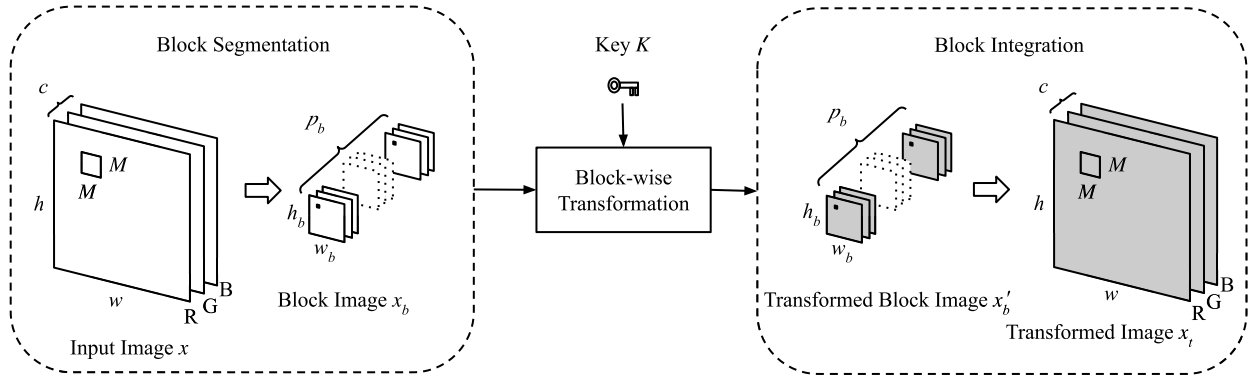 Block Segmentation
c
h
M
M
w
R
G
B
Input Image x
p_b
h_b
w_b
Block Image x_b
Key K
Block-wise
Transformation
Block Integration
p_b
h_b
w_b
Transformed Block Image x_b′
c
h
M
M
w
R
G
B
Transformed Image x_t